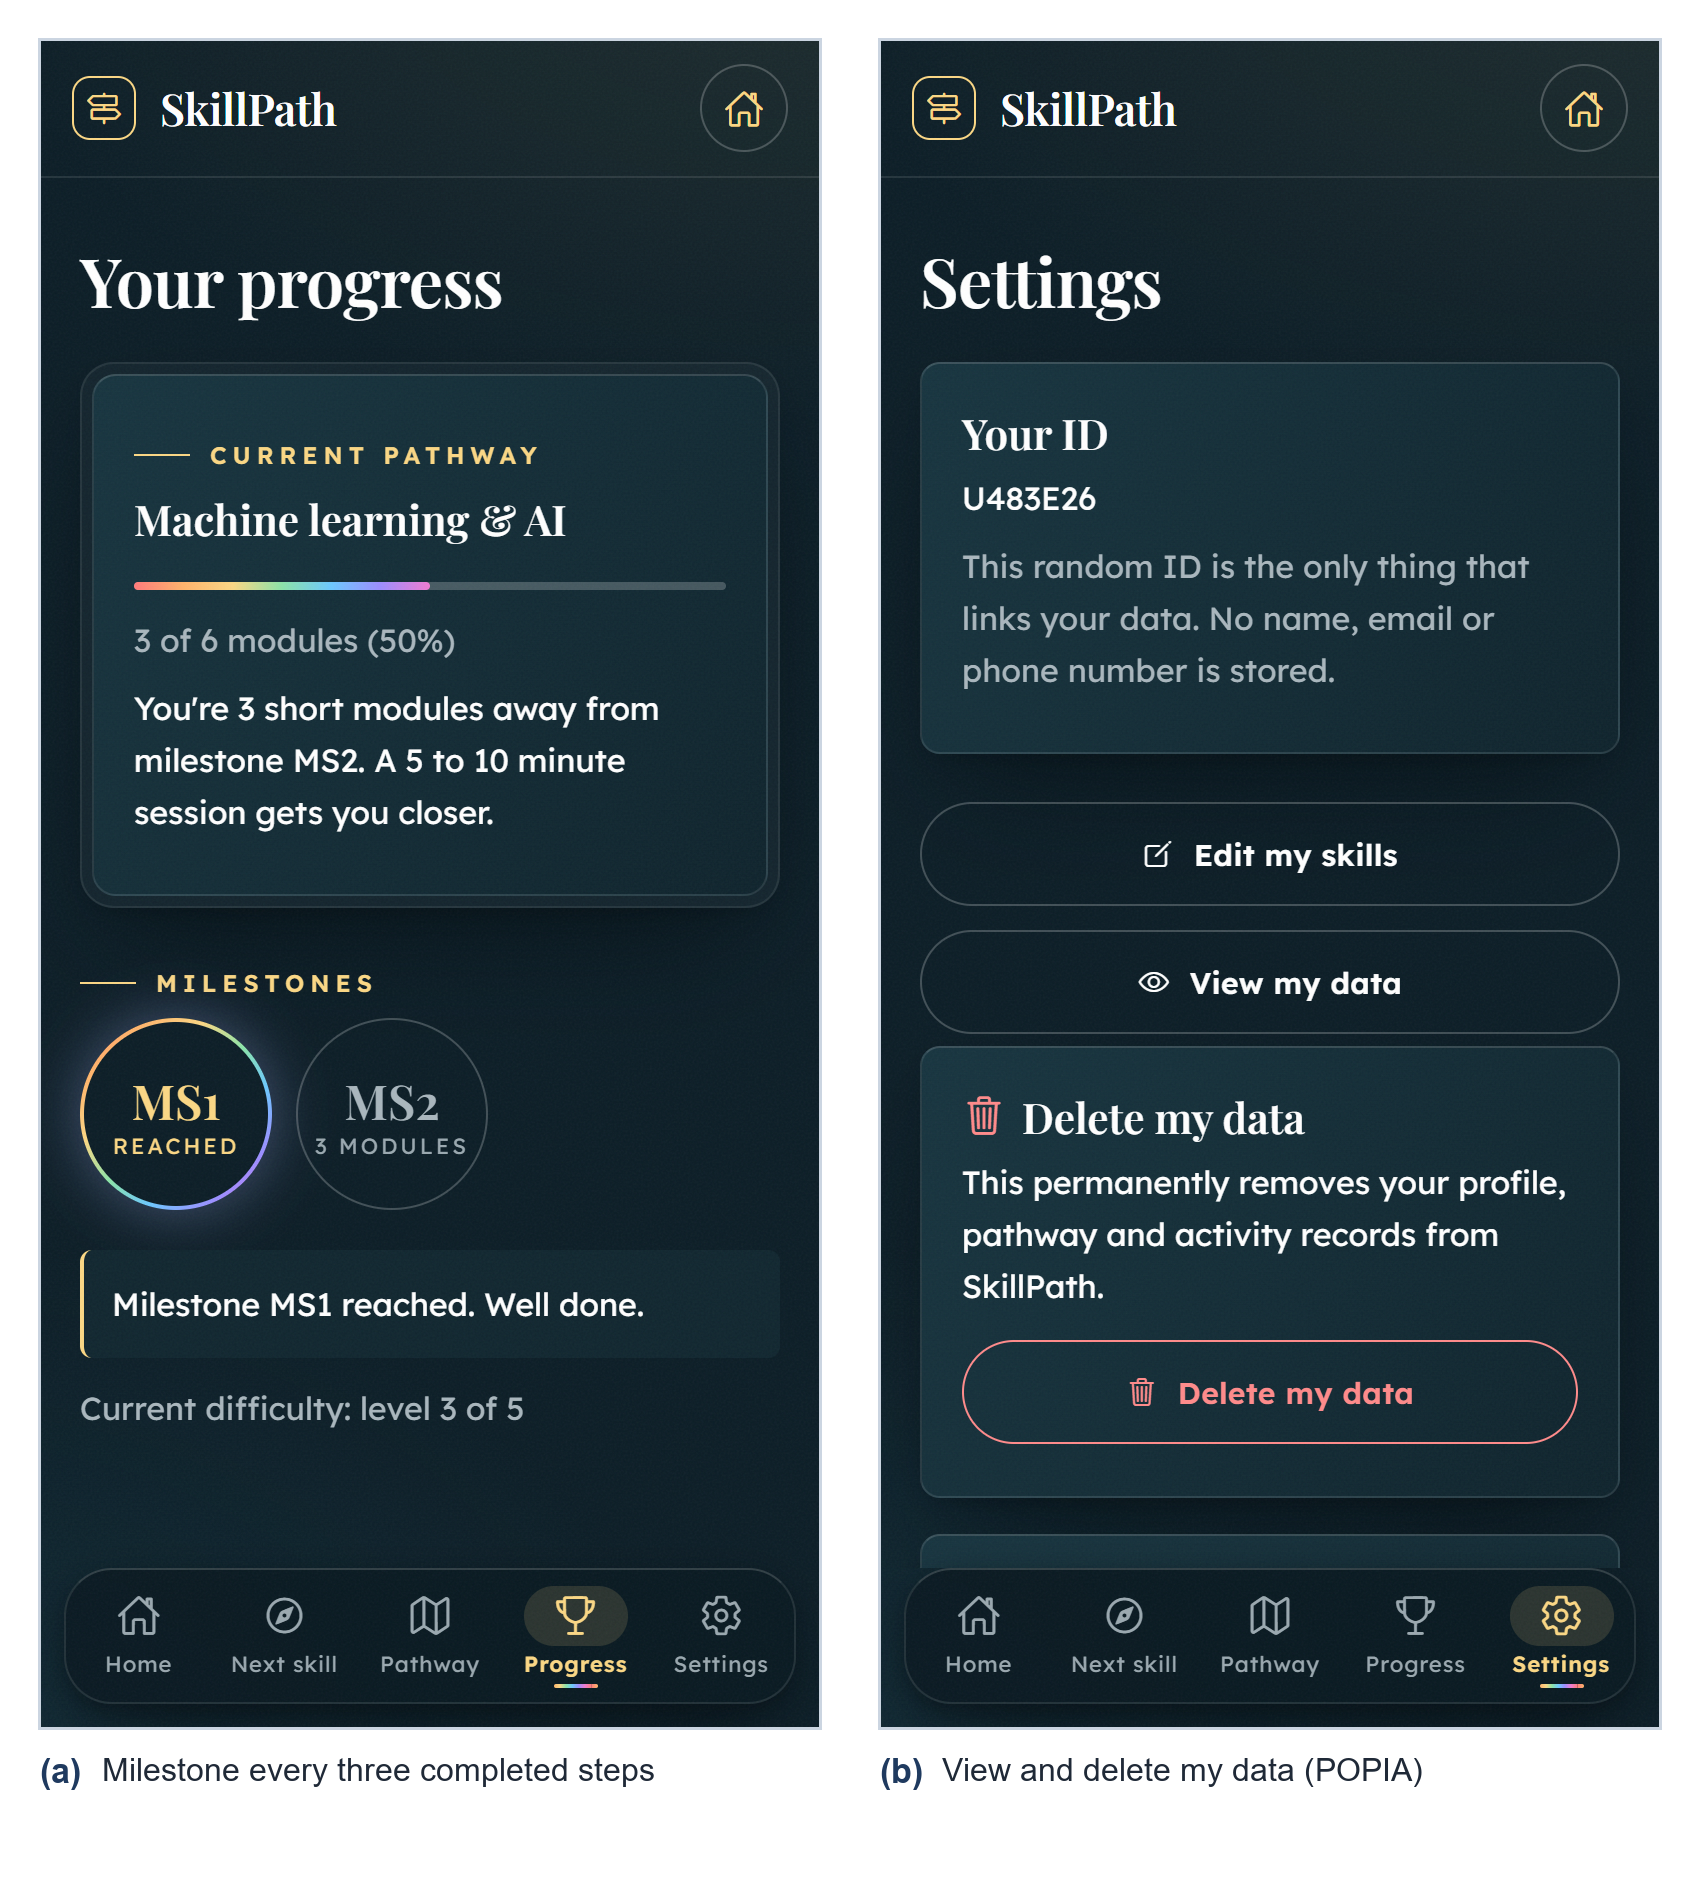 SkillPath
Your progress
CURRENT PATHWAY
Machine learning & AI
3 of 6 modules (50%)
You're 3 short modules away from
milestone MS2. A 5 to 10 minute
session gets you closer.
MILESTONES
MS1
REACHED
MS2
3 MODULES
Milestone MS1 reached. Well done.
Current difficulty: level 3 of 5
Home
Next skill
Pathway
Progress
Settings
(a) Milestone every three completed steps
SkillPath
Settings
Your ID
U483E26
This random ID is the only thing that
links your data. No name, email or
phone number is stored.
Edit my skills
View my data
Delete my data
This permanently removes your profile,
pathway and activity records from
SkillPath.
Delete my data
Home
Next skill
Pathway
Progress
Settings
(b) View and delete my data (POPIA)